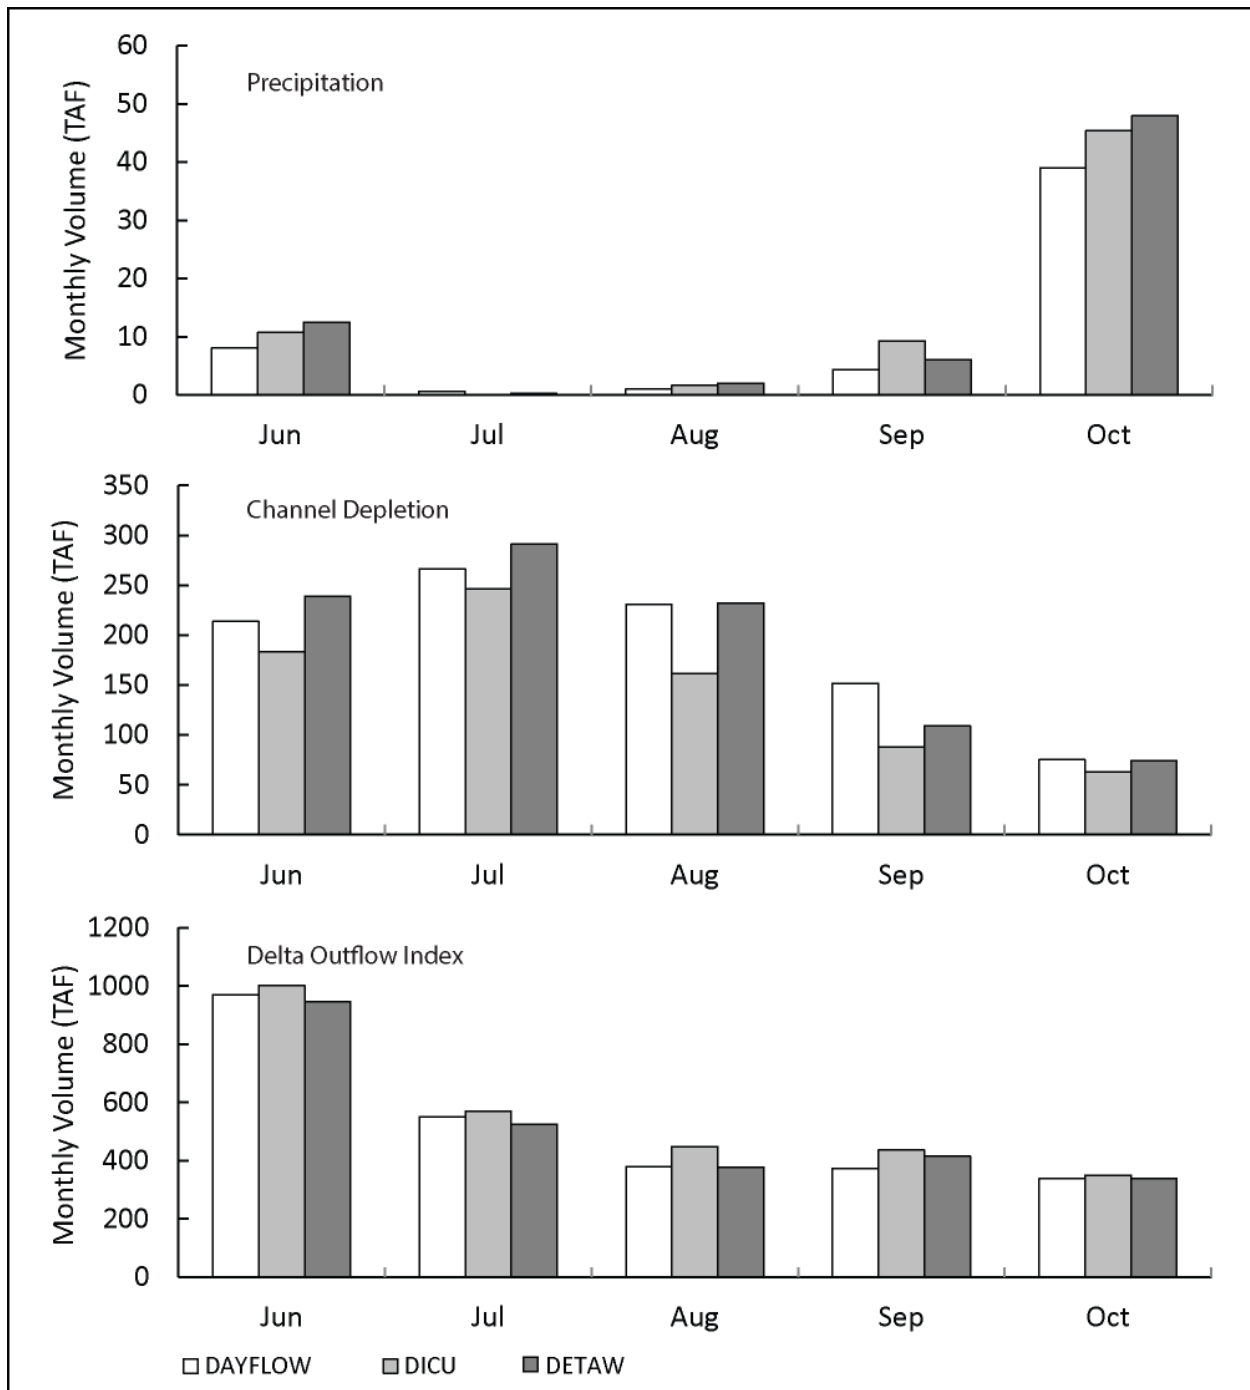 Precipitation
Monthly Volume (TAF)
60
50
40
30
20
10
0
Jun Jul Aug Sep Oct
Channel Depletion
Monthly Volume (TAF)
350
300
250
200
150
100
50
0
Jun Jul Aug Sep Oct
Delta Outflow Index
Monthly Volume (TAF)
1200
1000
800
600
400
200
0
Jun Jul Aug Sep Oct
DAYFLOW DICU DETAW